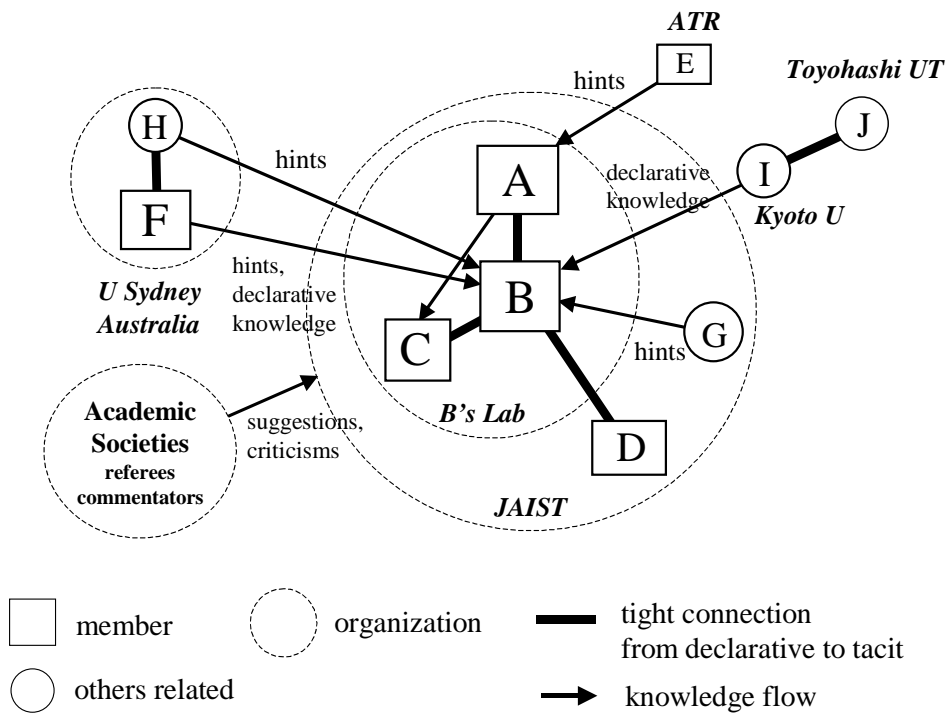 ATR
E
hints
Toyohashi UT
J
H
hints
A
declarative
knowledge
I
Kyoto U
F
hints,
declarative
knowledge
U Sydney
Australia
B
C
G
hints
B's Lab
D
JAIST
Academic
Societies
referees
commentators
suggestions,
criticisms
member
organization
tight connection
from declarative to tacit
others related
knowledge flow